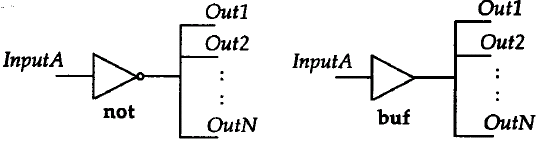 Out1
Out2
InputA
:
:
not
OutN
Out1
Out2
InputA
:
:
buf
OutN